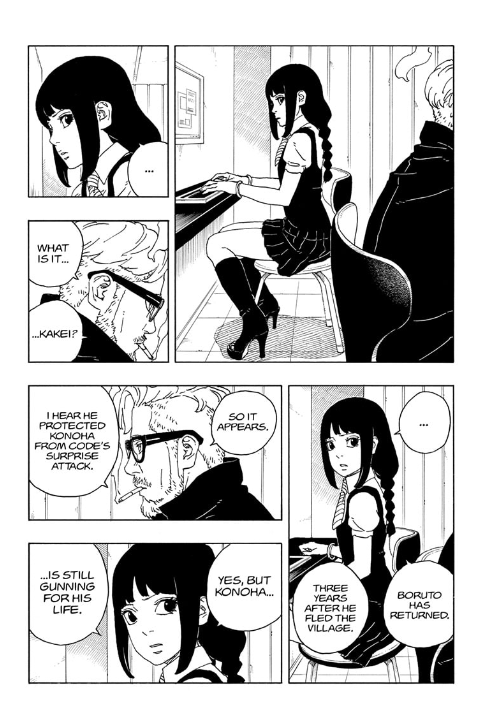 ...
WHAT
IS IT...
...KAKEI?
...
BORUTO
HAS
RETURNED.
THREE
YEARS
AFTER HE
FLED THE
VILLAGE.
SO IT
APPEARS.
I HEAR HE
PROTECTED
KONOHA
FROM CODE'S
SURPRISE
ATTACK.
YES, BUT
KONOHA...
...IS STILL
GUNNING
FOR HIS
LIFE.